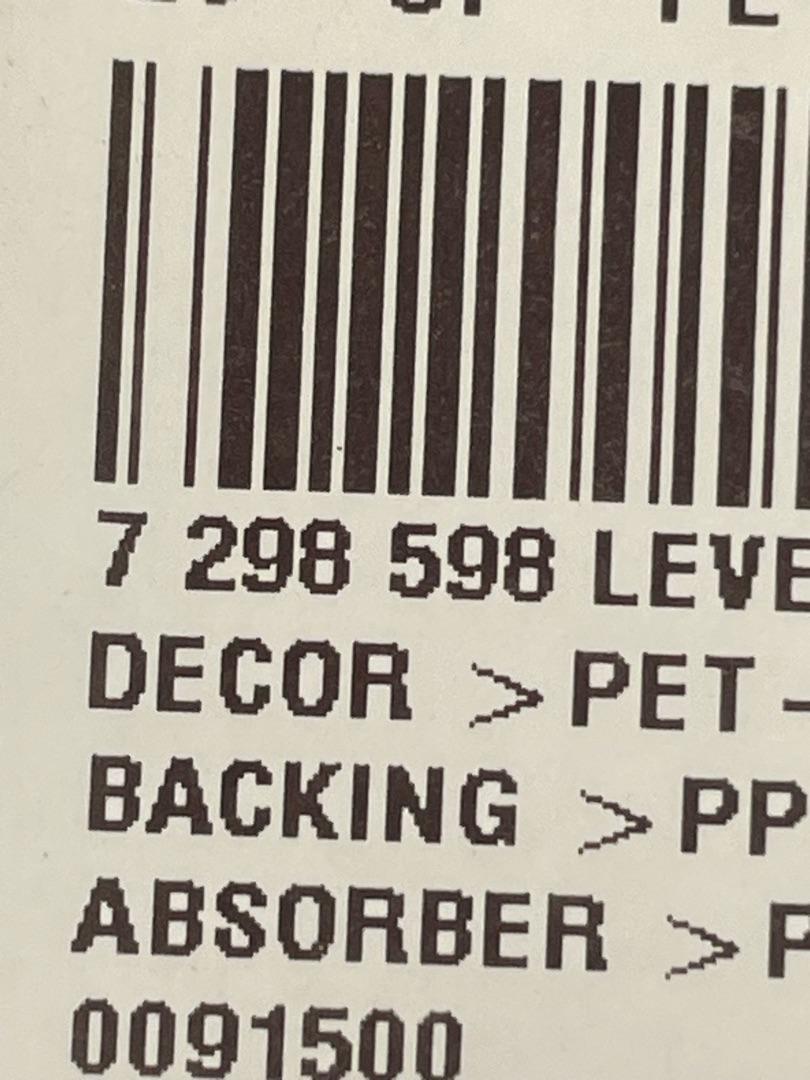 7 298 598 LEVE
DECOR >PET-
BACKING >PP
ABSORBER >P
0091500